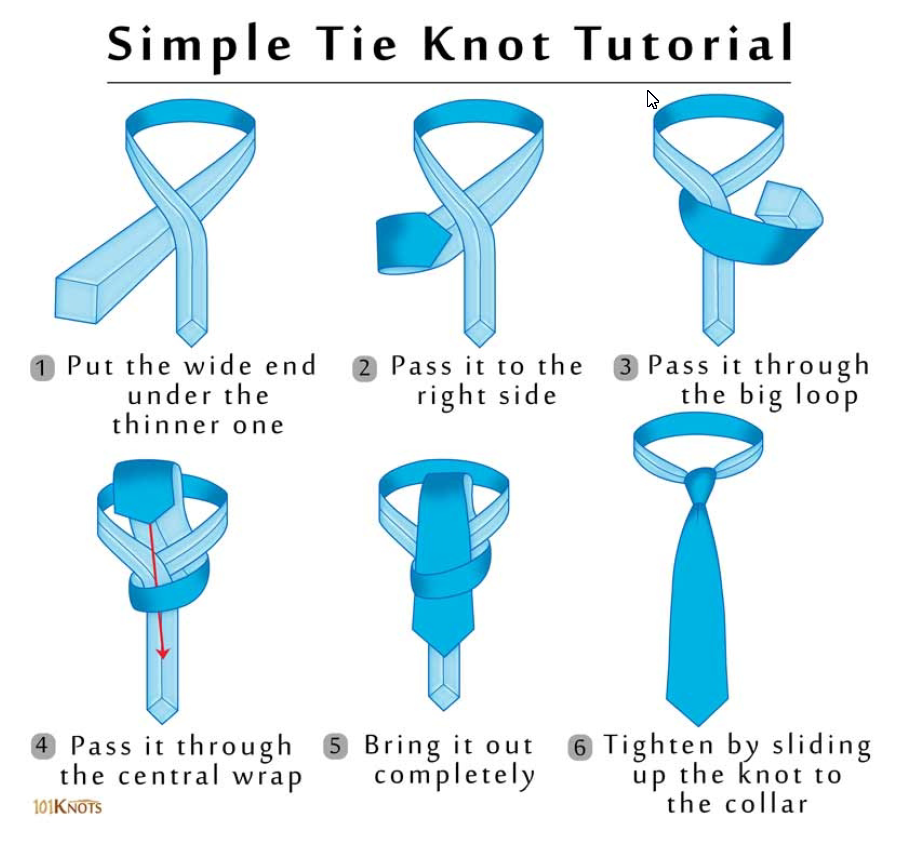 Simple Tie Knot Tutorial
1 Put the wide end
under the
thinner one
2 Pass it to the
right side
3 Pass it through
the big loop
4 Pass it through
the central wrap
5 Bring it out
completely
6 Tighten by sliding
up the knot to
the collar
101KNOTS